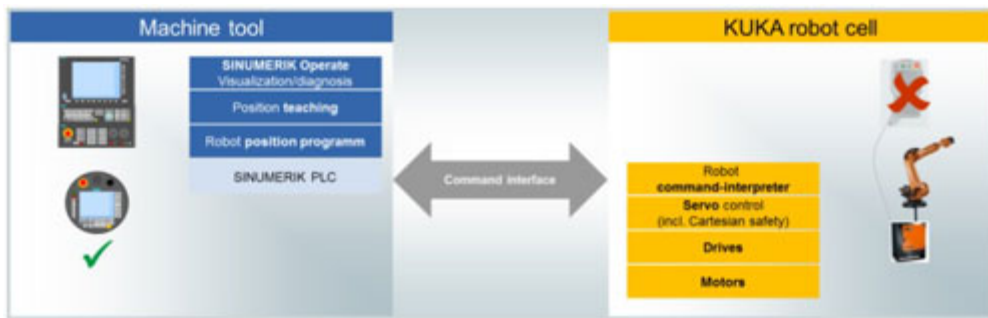 Machine tool
SINUMERIK Operate
Visualization/diagnosis
Position teaching
Robot position programm
SINUMERIK PLC
Command interface
KUKA robot cell
Robot
command-interpreter
Servo control
(incl. Cartesian safety)
Drives
Motors